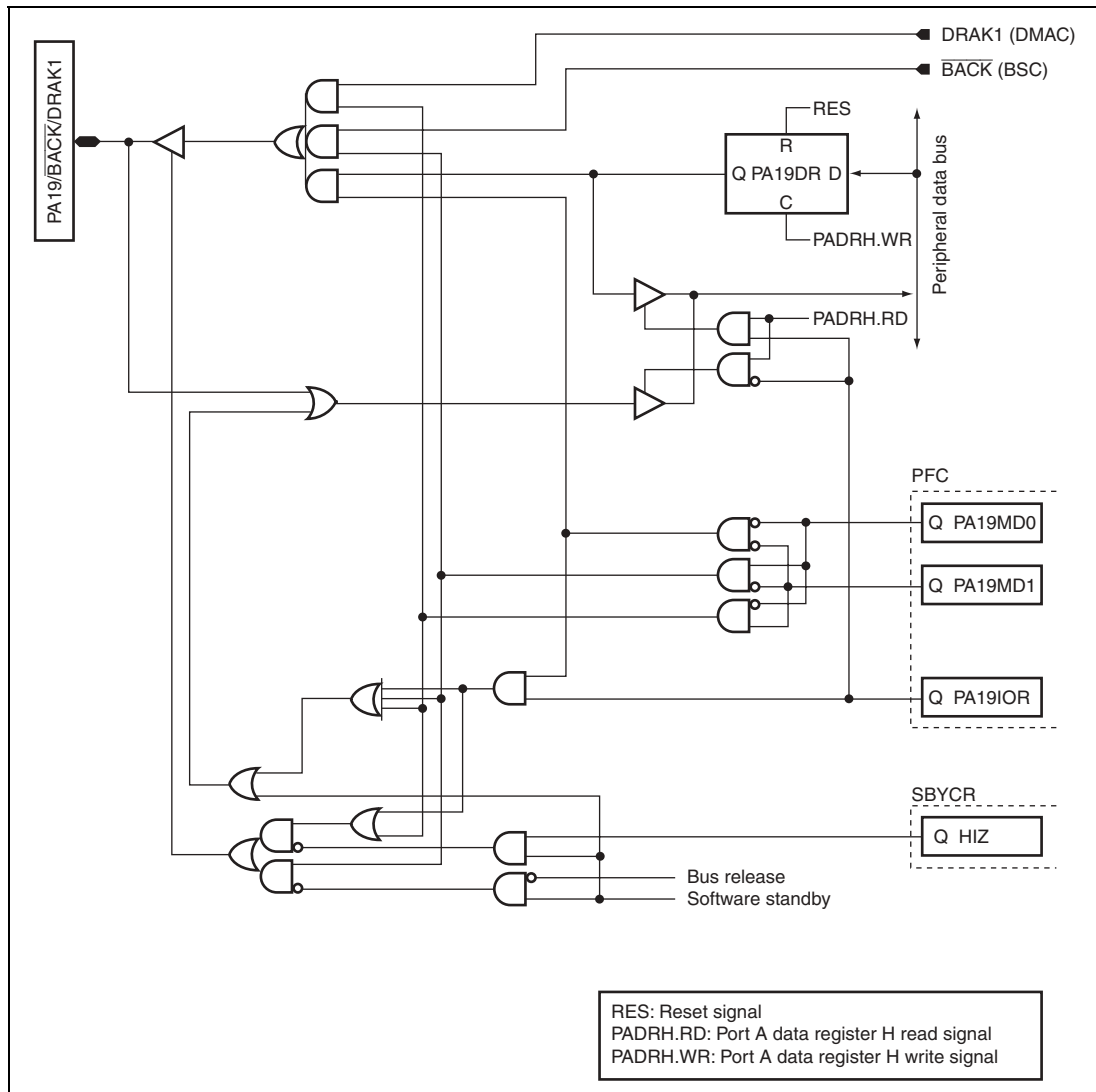 PA19/BACK/DRAK1
DRAK1 (DMAC)
BACK (BSC)
RES
R
Q PA19DR D
C
PADRH.WR
Peripheral data bus
PADRH.RD
PFC
Q PA19MD0
Q PA19MD1
Q PA19IOR
SBYCR
Q HIZ
Bus release
Software standby
RES: Reset signal
PADRH.RD: Port A data register H read signal
PADRH.WR: Port A data register H write signal